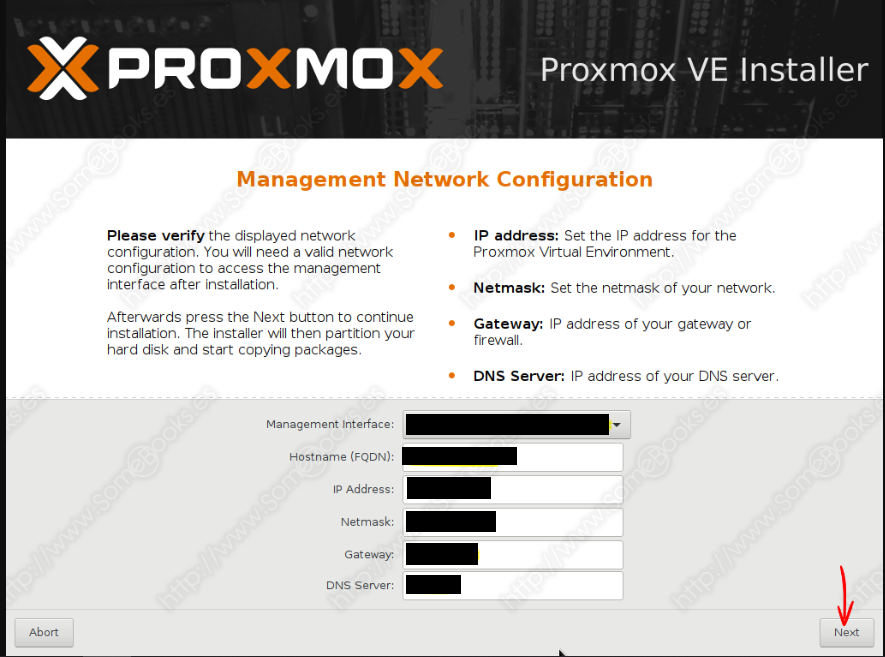 PROXMOX
Proxmox VE Installer
Management Network Configuration
Please verify the displayed network
configuration. You will need a valid network
configuration to access the management
interface after installation.
Afterwards press the Next button to continue
installation. The installer will then partition your
hard disk and start copying packages.
• IP address: Set the IP address for the
Proxmox Virtual Environment.
• Netmask: Set the netmask of your network.
• Gateway: IP address of your gateway or
firewall.
• DNS Server: IP address of your DNS server.
Management Interface:
Hostname (FQDN):
IP Address:
Netmask:
Gateway:
DNS Server:
Abort
Next
http://www.SomeBooks.es